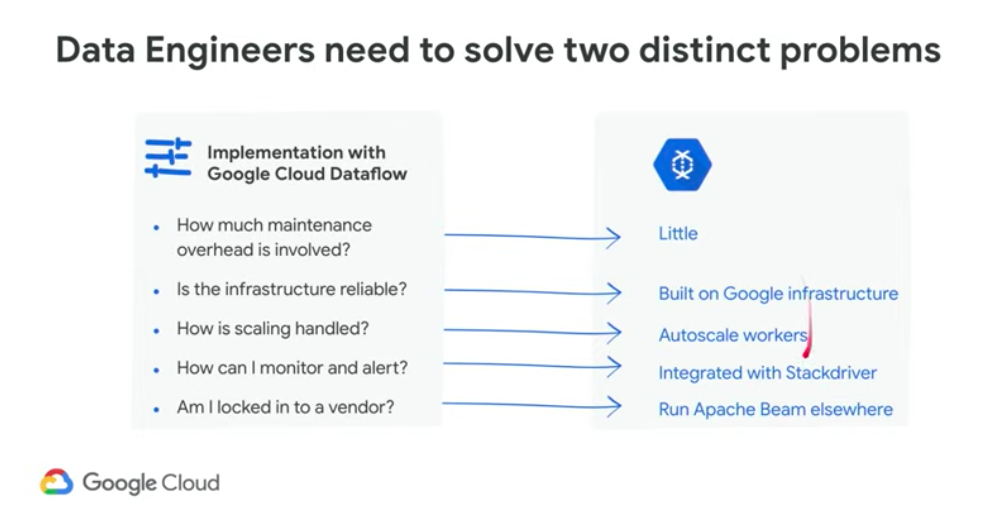 Data Engineers need to solve two distinct problems
Implementation with
Google Cloud Dataflow
• How much maintenance
overhead is involved?
Little
• Is the infrastructure reliable?
Built on Google infrastructure
• How is scaling handled?
Autoscale workers
• How can I monitor and alert?
Integrated with Stackdriver
• Am I locked in to a vendor?
Run Apache Beam elsewhere
Google Cloud